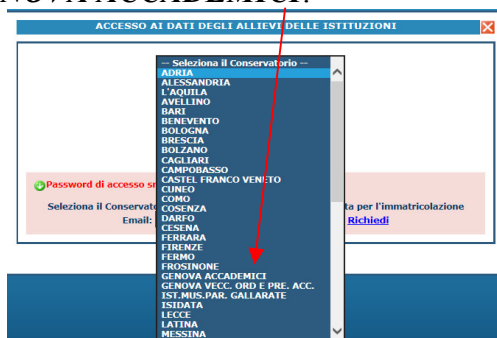 NOVA ACCADEMICI.
ACCESSO AI DATI DEGLI ALLIEVI DELLE ISTITUZIONI
-- Seleziona il Conservatorio --
ADRIA
ALESSANDRIA
L'AQUILA
AVELLINO
BARI
BENEVENTO
BOLOGNA
BRESCIA
BOLZANO
CAGLIARI
CAMPOBASSO
CASTEL FRANCO VENETO
CUNEO
COMO
COSENZA
DARFO
CESENA
FERRARA
FIRENZE
FERMO
FROSINONE
GENOVA ACCADEMICI
GENOVA VECC. ORD E PRE. ACC.
IST.MUS.PAR. GALLARATE
ISIDATA
LECCE
LATINA
MESSINA
Password di accesso
Seleziona il Conservato ta per l'immatricolazione
Email: Richiedi